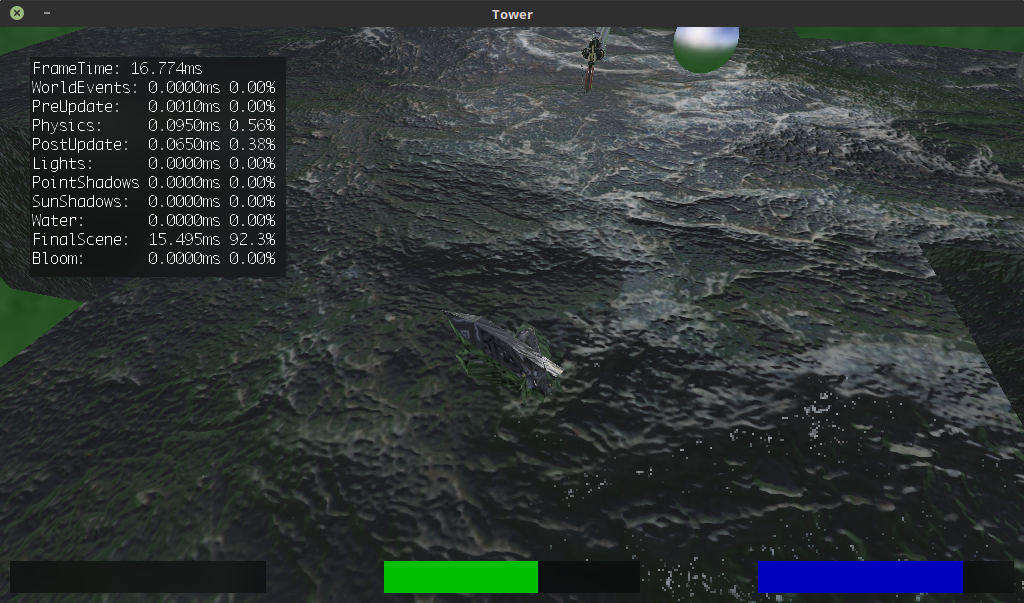 Tower
FrameTime: 16.774ms
WorldEvents: 0.0000ms 0.00%
PreUpdate: 0.0010ms 0.00%
Physics: 0.0950ms 0.56%
PostUpdate: 0.0650ms 0.38%
Lights: 0.0000ms 0.00%
PointShadows 0.0000ms 0.00%
SunShadows: 0.0000ms 0.00%
Water: 0.0000ms 0.00%
FinalScene: 15.495ms 92.3%
Bloom: 0.0000ms 0.00%